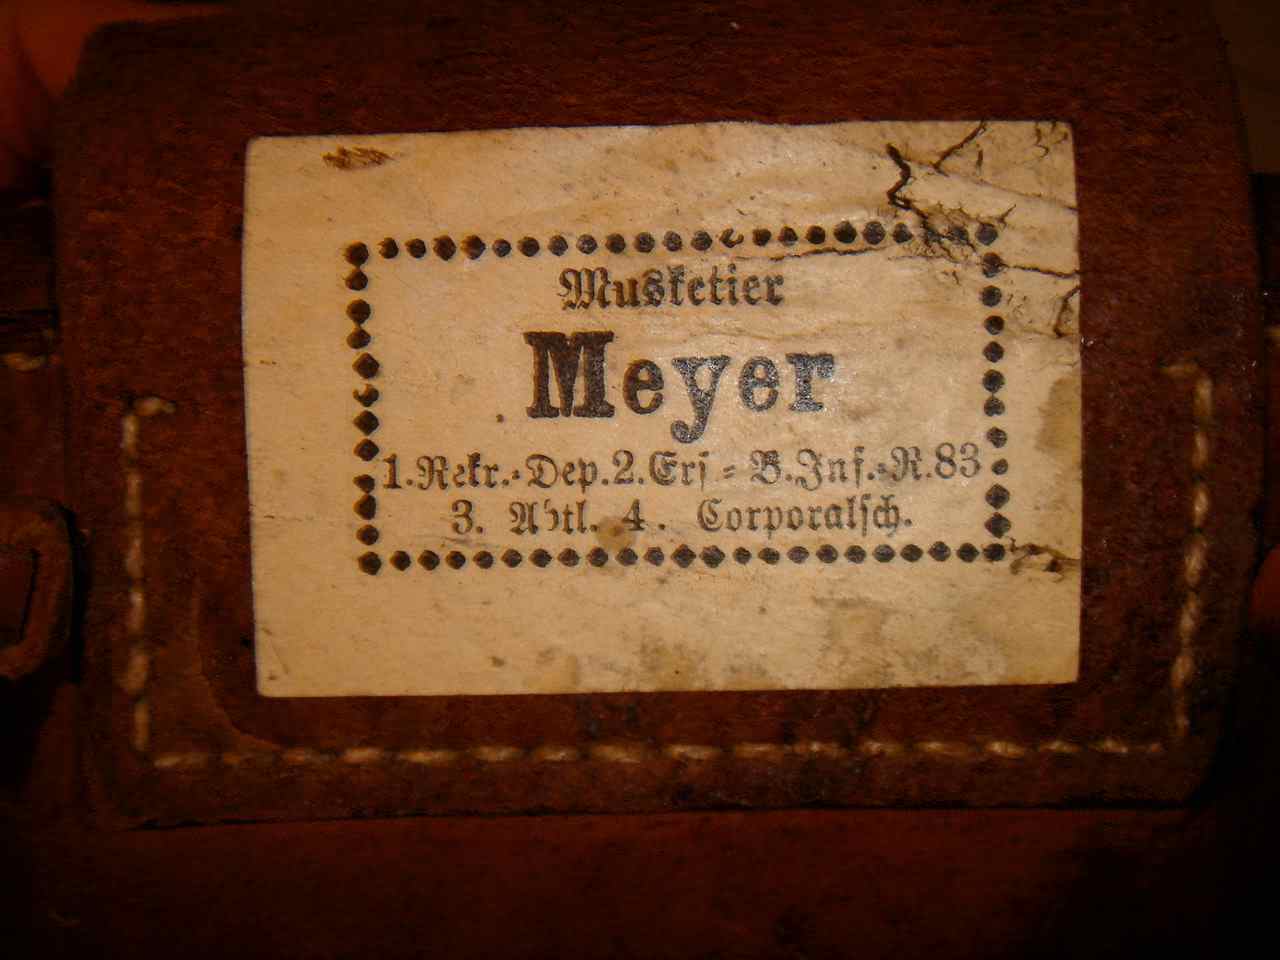 Musketier
Meyer
1. Rekr.-Dep. 2. Ers-B. Inf.-R. 83
3. Abtl. 4. Corporalsch.